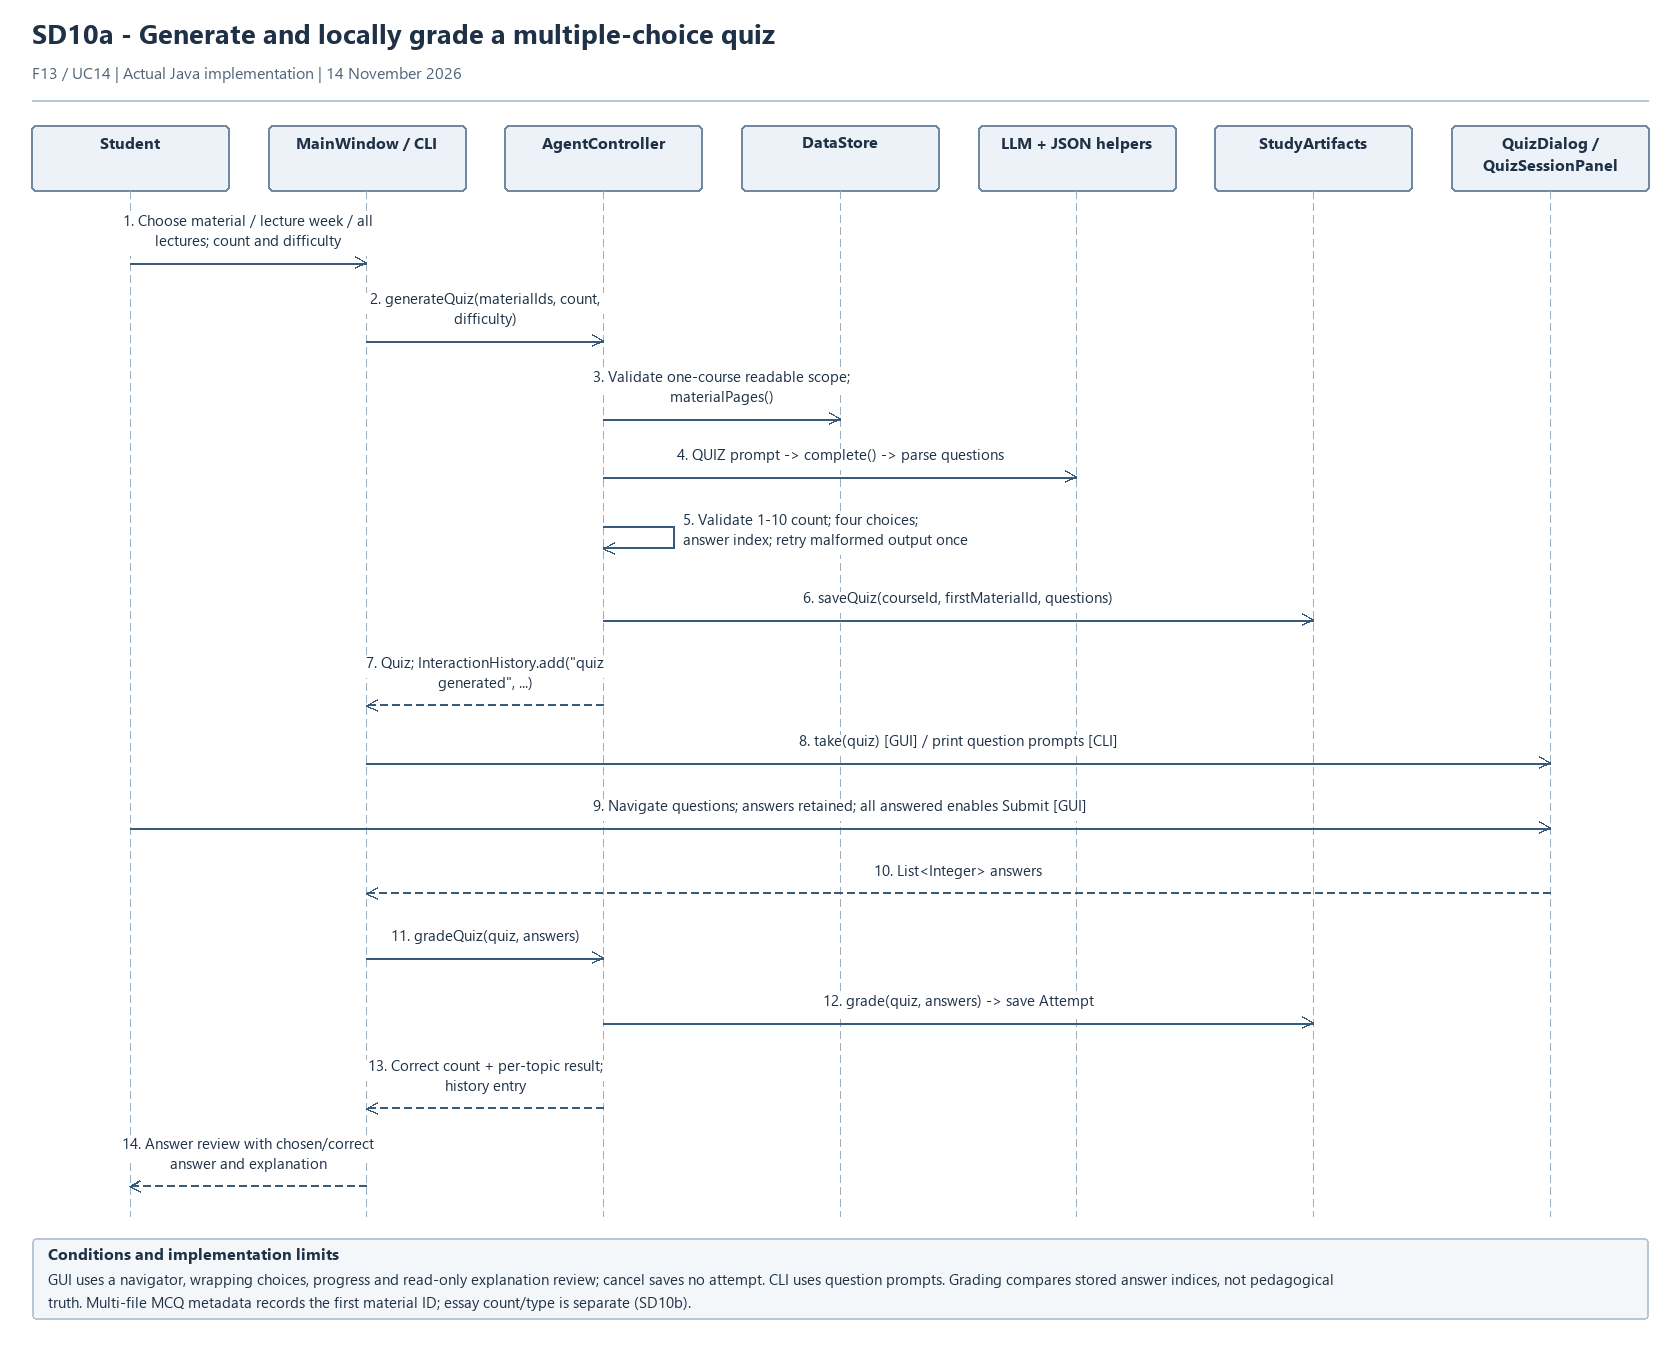 SD10a - Generate and locally grade a multiple-choice quiz
F13 / UC14 | Actual Java implementation | 14 November 2026
Student
MainWindow / CLI
AgentController
DataStore
LLM + JSON helpers
StudyArtifacts
QuizDialog /
QuizSessionPanel
1. Choose material / lecture week / all
lectures; count and difficulty
2. generateQuiz(materialIds, count,
difficulty)
3. Validate one-course readable scope;
materialPages()
4. QUIZ prompt -> complete() -> parse questions
5. Validate 1-10 count; four choices;
answer index; retry malformed output once
6. saveQuiz(courseId, firstMaterialId, questions)
7. Quiz; InteractionHistory.add("quiz
generated", ...)
8. take(quiz) [GUI] / print question prompts [CLI]
9. Navigate questions; answers retained; all answered enables Submit [GUI]
10. List<Integer> answers
11. gradeQuiz(quiz, answers)
12. grade(quiz, answers) -> save Attempt
13. Correct count + per-topic result;
history entry
14. Answer review with chosen/correct
answer and explanation
Conditions and implementation limits
GUI uses a navigator, wrapping choices, progress and read-only explanation review; cancel saves no attempt. CLI uses question prompts. Grading compares stored answer indices, not pedagogical
truth. Multi-file MCQ metadata records the first material ID; essay count/type is separate (SD10b).